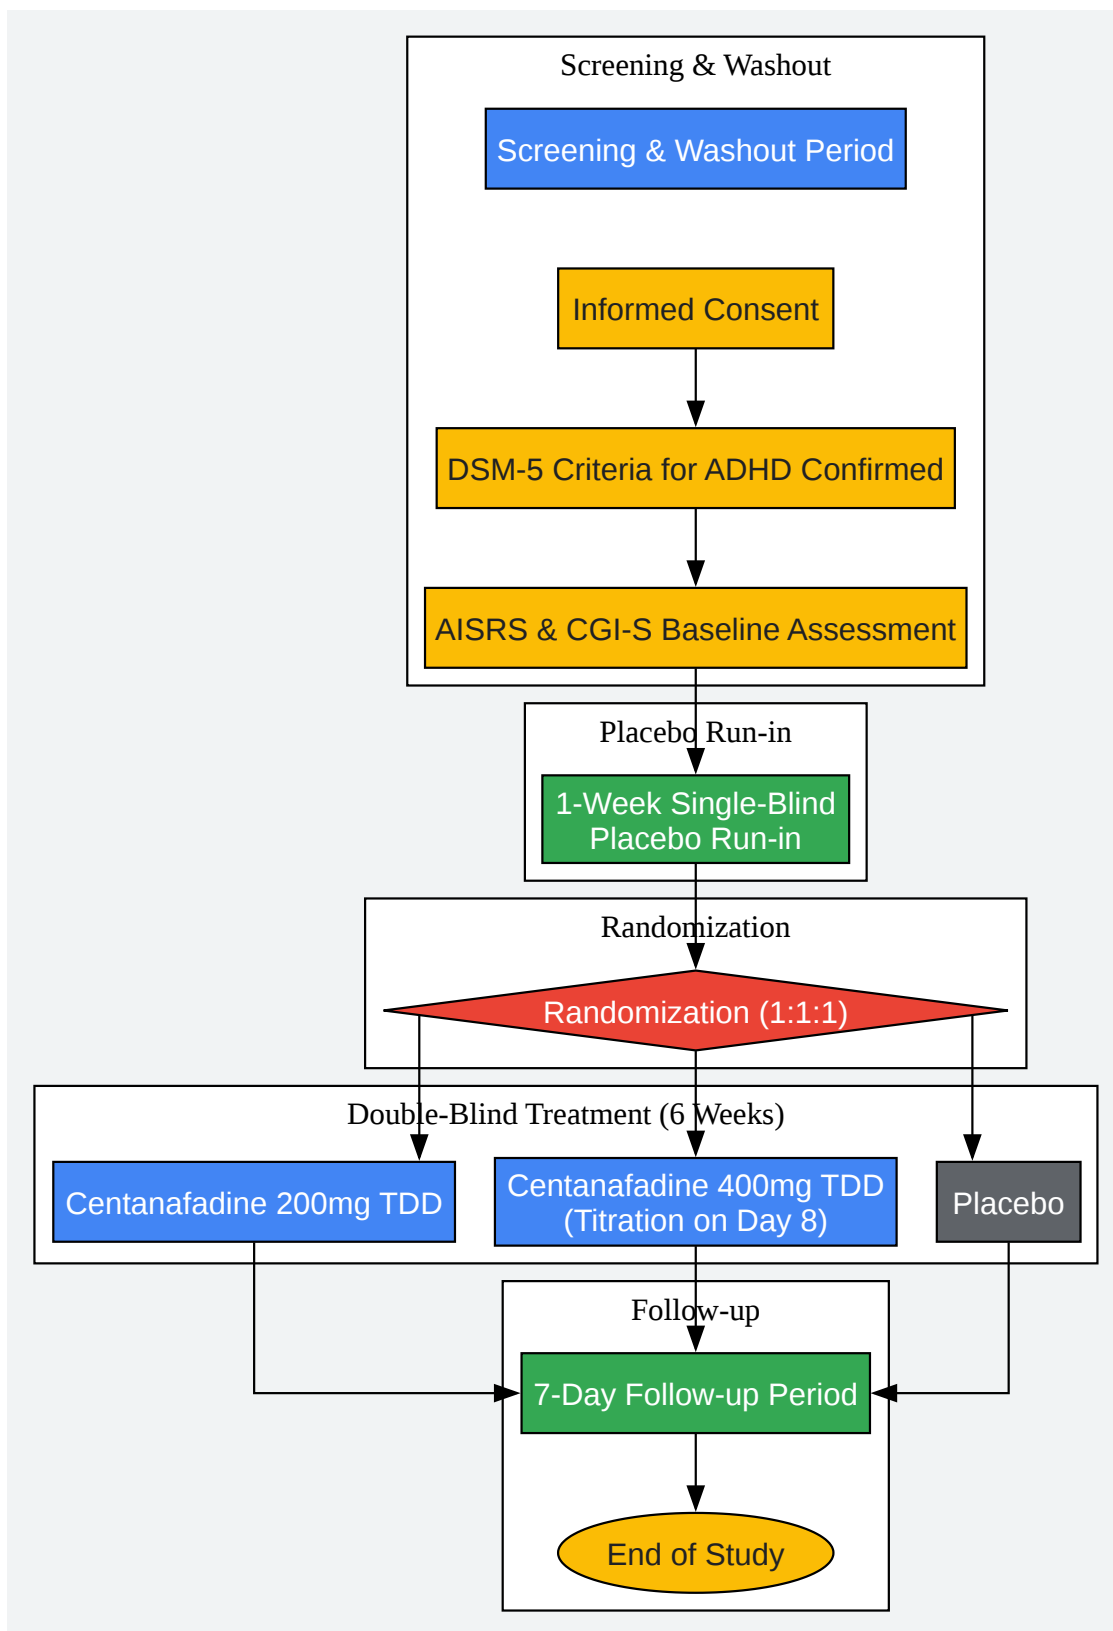 Screening & Washout
Screening & Washout Period
Informed Consent
DSM-5 Criteria for ADHD Confirmed
AISRS & CGI-S Baseline Assessment
Placebo Run-in
1-Week Single-Blind
Placebo Run-in
Randomization
Randomization (1:1:1)
Double-Blind Treatment (6 Weeks)
Centanafadine 200mg TDD
Centanafadine 400mg TDD
(Titration on Day 8)
Placebo
Follow-up
7-Day Follow-up Period
End of Study